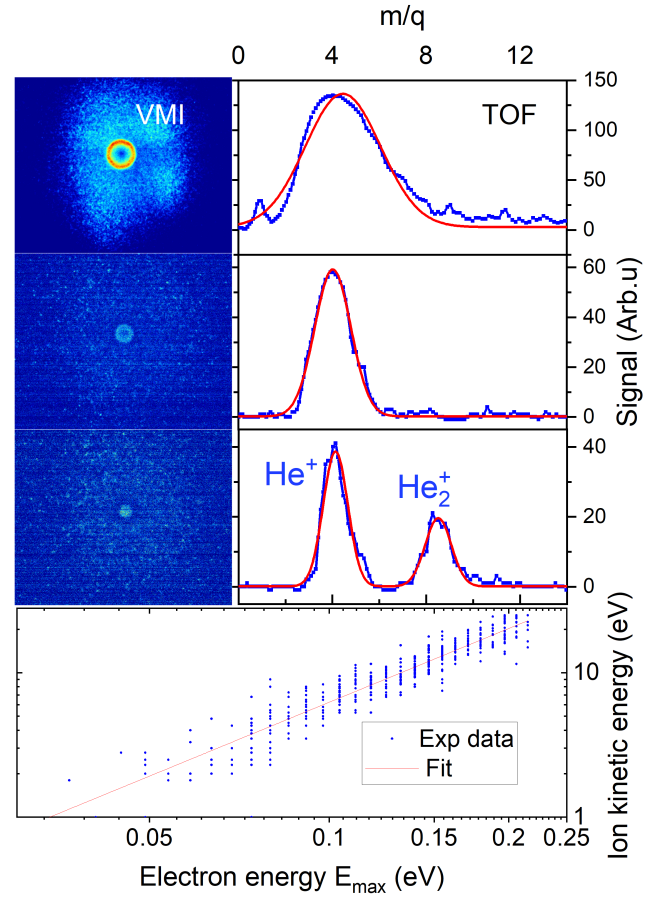 m/q
0 4 8 12
VMI
TOF
150
100
50
0
60
40
20
0
Signal (Arb.u)
He⁺
He₂⁺
40
20
0
10
1
Ion kinetic energy (eV)
Exp data
Fit
0.05 0.1 0.15 0.2 0.25
Electron energy Eₘₐₓ (eV)